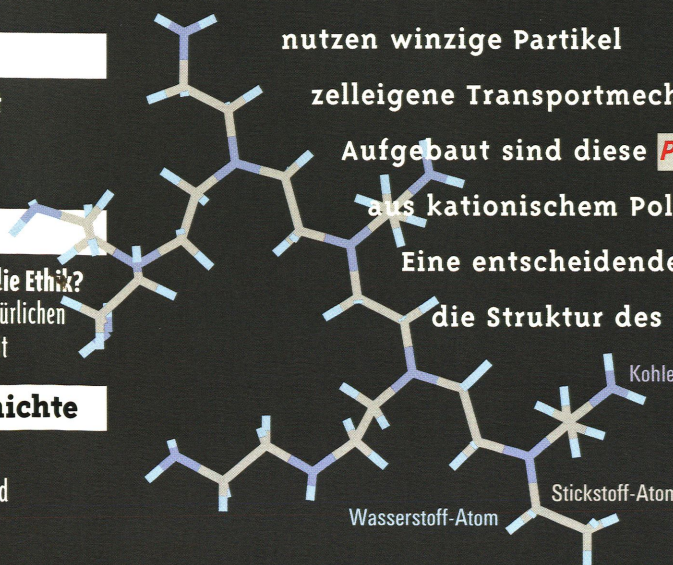 nutzen winzige Partikel
zelleigene Transportmech
Aufgebaut sind diese P
aus kationischem Pol
Eine entscheidende
die Struktur des
die Ethik?
ürlichen
t
nichte
d
Kohle
Stickstoff-Atom
Wasserstoff-Atom